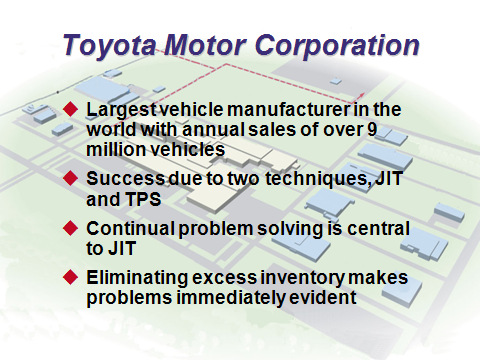 Toyota Motor Corporation
Largest vehicle manufacturer in the
world with annual sales of over 9
million vehicles
Success due to two techniques, JIT
and TPS
Continual problem solving is central
to JIT
Eliminating excess inventory makes
problems immediately evident